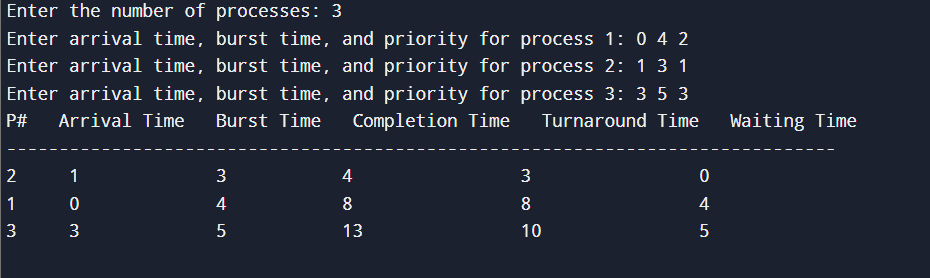 Enter the number of processes: 3
Enter arrival time, burst time, and priority for process 1: 0 4 2
Enter arrival time, burst time, and priority for process 2: 1 3 1
Enter arrival time, burst time, and priority for process 3: 3 5 3
P#   Arrival Time   Burst Time   Completion Time   Turnaround Time   Waiting Time
-------------------------------------------------------------------------------
2     1             3           4                 3                0
1     0             4           8                 8                4
3     3             5           13                10               5